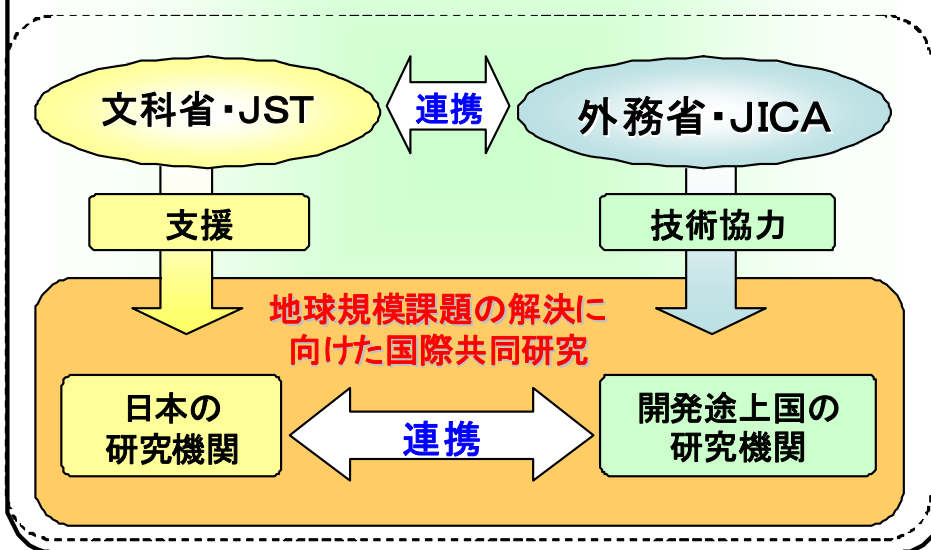 文科省・JST
連携
外務省・JICA
支援
技術協力
地球規模課題の解決に
向けた国際共同研究
日本の
研究機関
連携
開発途上国の
研究機関